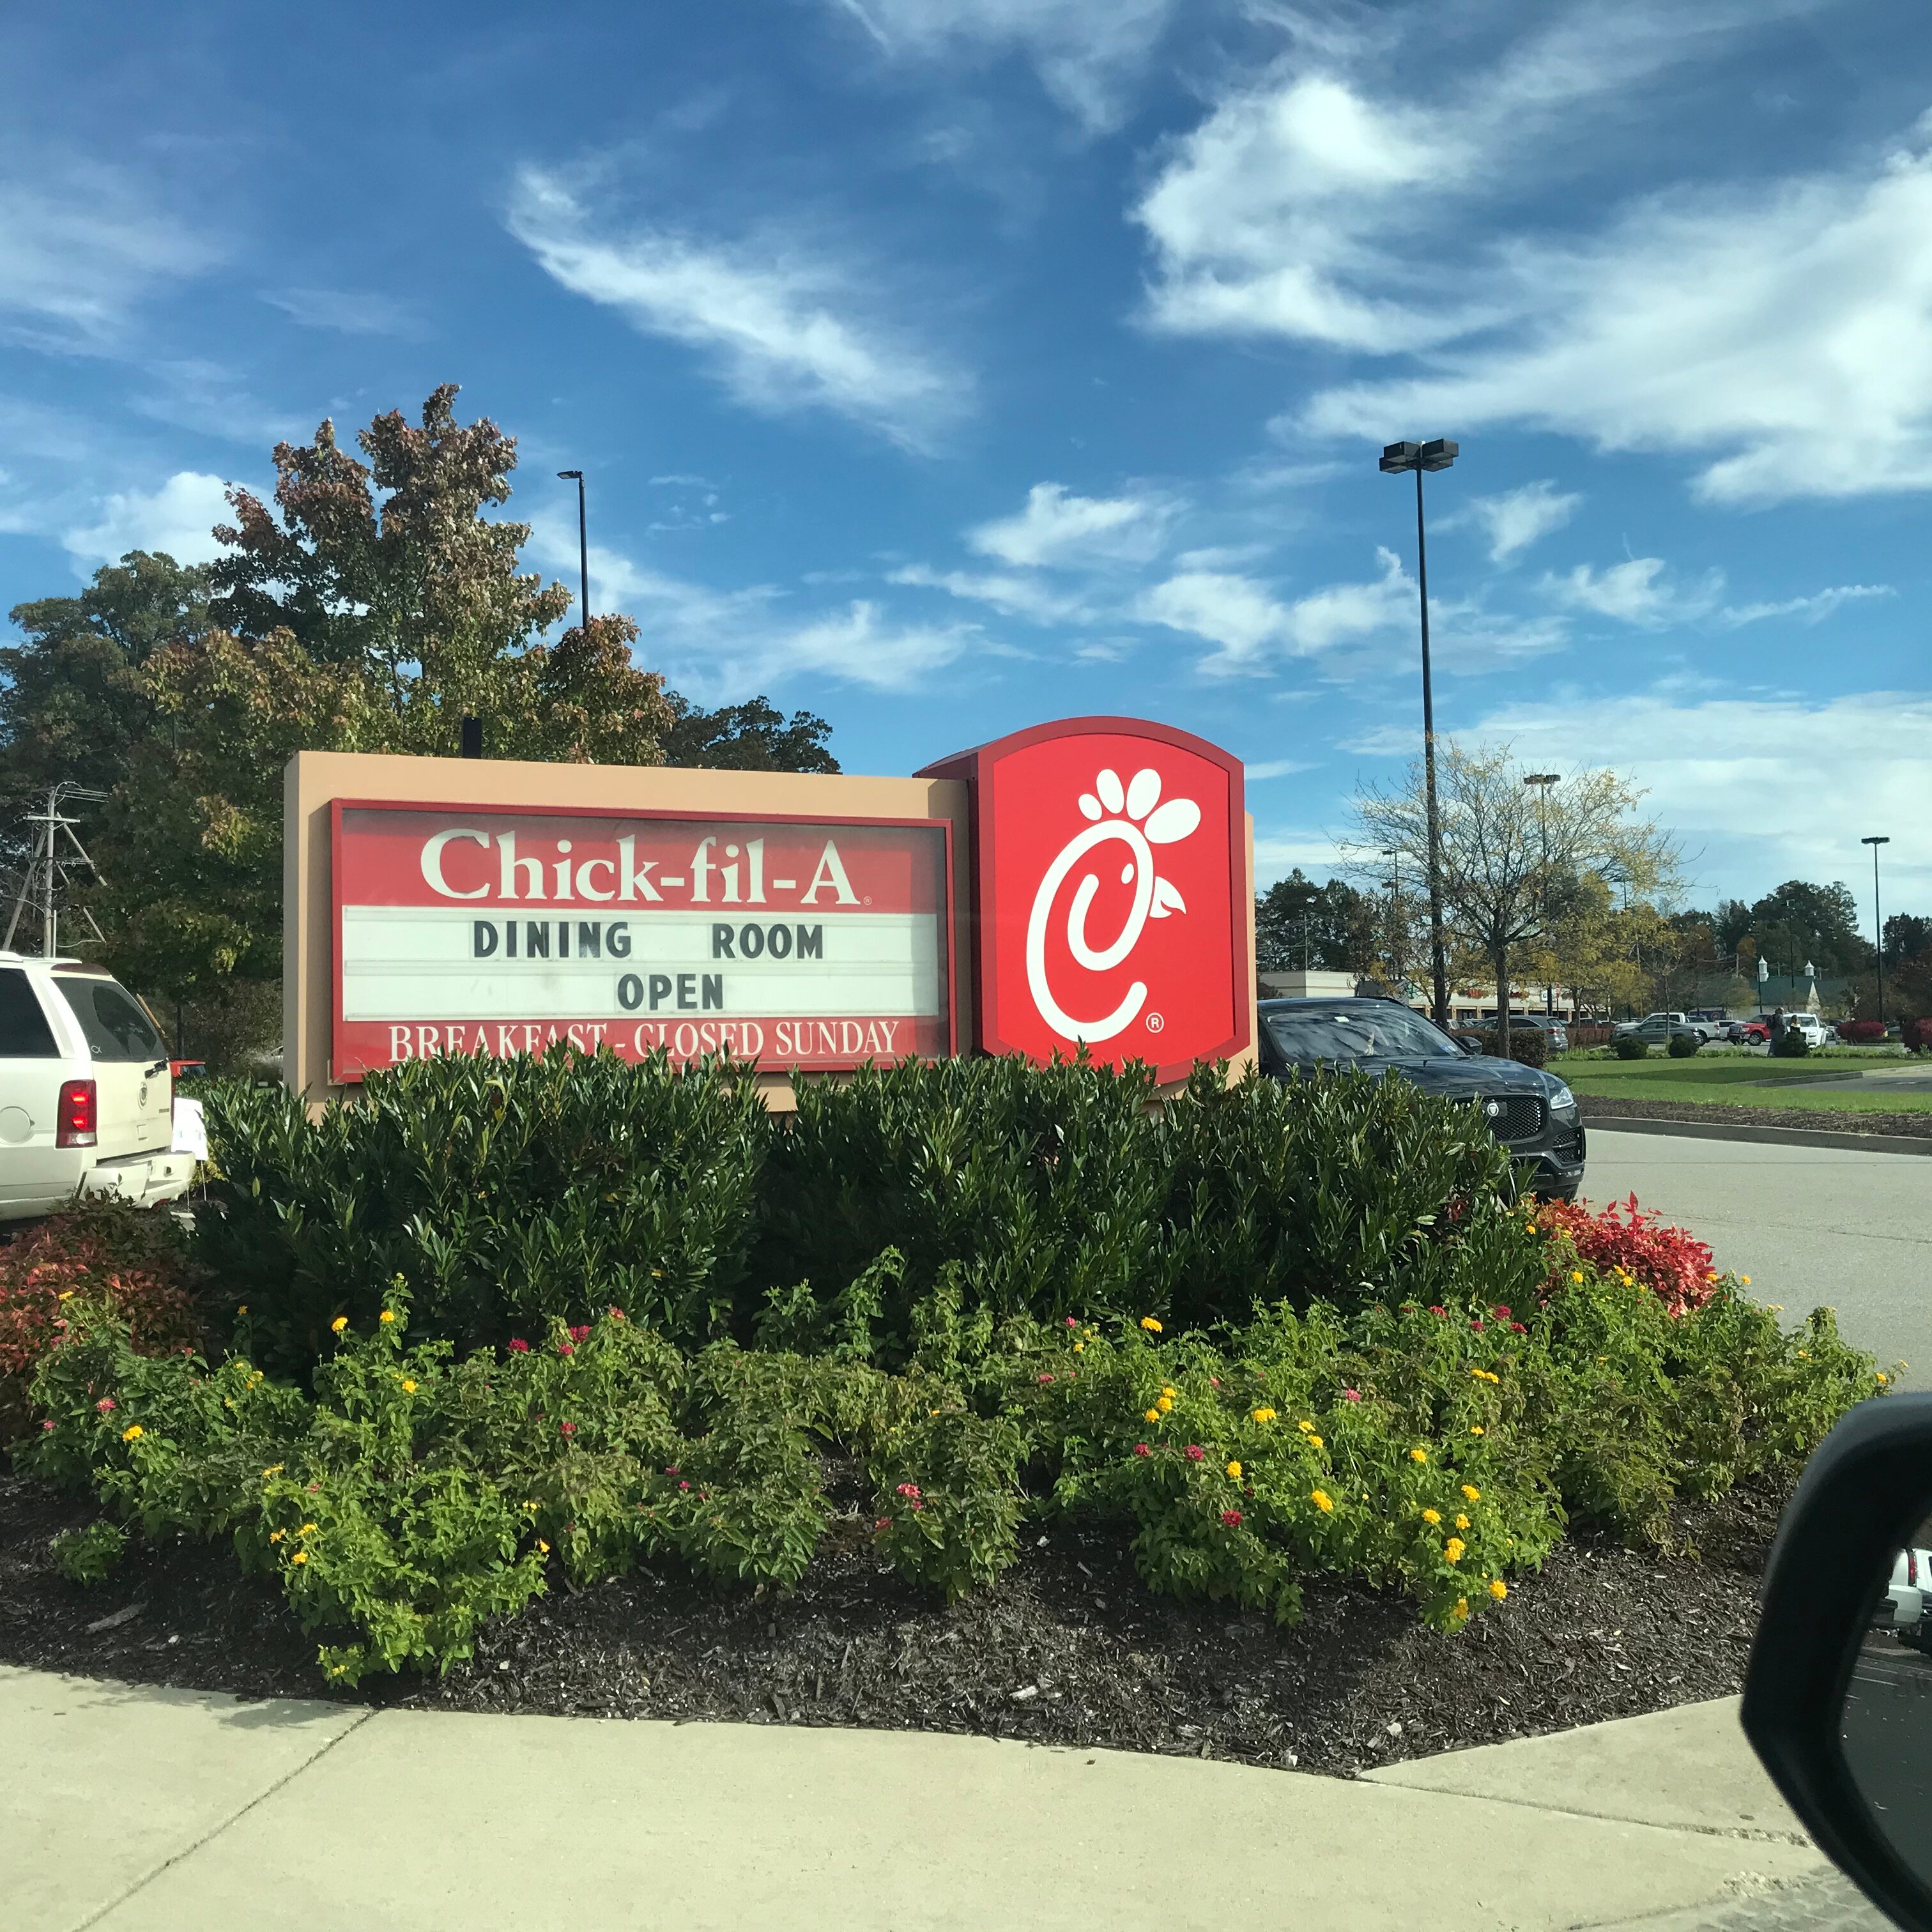 Chick-fil-A®
DINING ROOM
OPEN
BREAKFAST - CLOSED SUNDAY
®